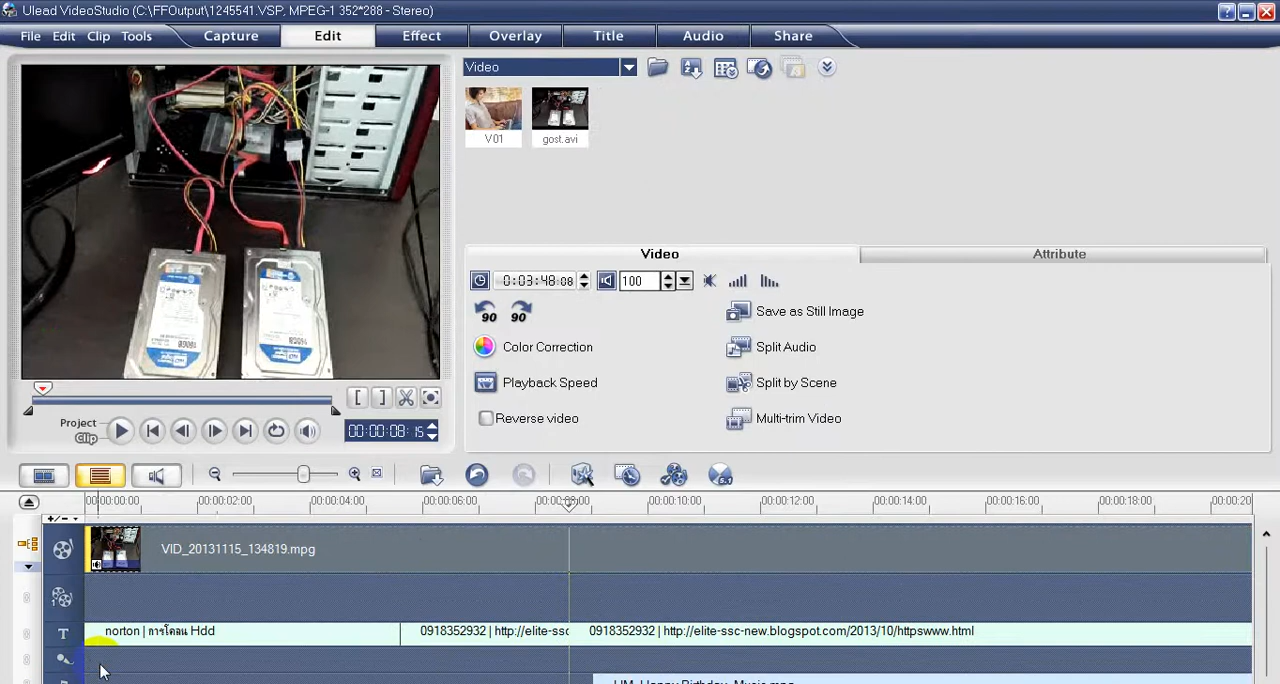 Ulead VideoStudio (C:\FFOutput\1245541.VSP, MPEG-1 352*288 - Stereo)
File Edit Clip Tools Capture Edit Effect Overlay Title Audio Share
Video
V01 gost.avi
Video Attribute
0:03:48:08 100
90 90 Save as Still Image
Color Correction Split Audio
Playback Speed Split by Scene
Reverse video Multi-trim Video
Project
Clip
00:00:08:15
5.1
00:00:00:00 00:00:02:00 00:00:04:00 00:00:06:00 00:00:10:00 00:00:12:00 00:00:14:00 00:00:16:00 00:00:18:00 00:00:20
VID_20131115_134819.mpg
T norton | การโคลน Hdd 0918352932 | http://elite-ssc 0918352932 | http://elite-ssc-new.blogspot.com/2013/10/httpswww.html